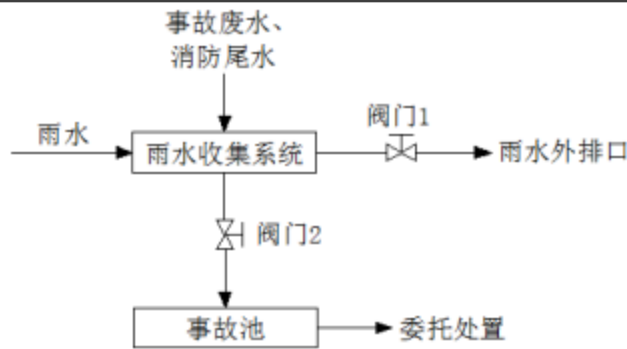 事故废水、
消防尾水
雨水
阀门1
雨水收集系统
雨水外排口
阀门2
事故池
委托处置